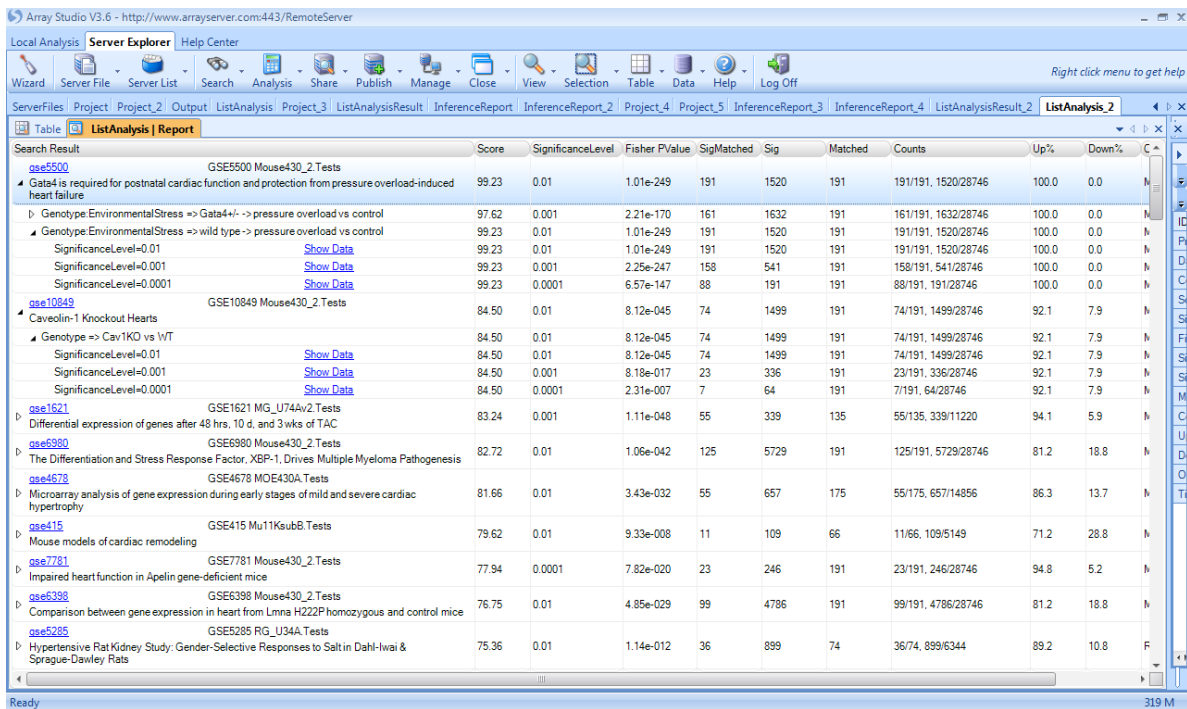 Array Studio V3.6 - http://www.arrayserver.com:443/RemoteServer
Local Analysis Server Explorer Help Center
Wizard Server File Server List Search Analysis Share Publish Manage Close View Selection Table Data Help Log Off Right click menu to get help
ServerFiles Project Project_2 Output ListAnalysis Project_3 ListAnalysisResult InferenceReport InferenceReport_2 Project_4 Project_5 InferenceReport_3 InferenceReport_4 ListAnalysisResult_2 ListAnalysis_2
Table ListAnalysis | Report
Search Result Score SignificanceLevel Fisher PValue SigMatched Sig Matched Counts Up% Down%
gse5500 GSE5500 Mouse430_2.Tests
Gata4 is required for postnatal cardiac function and protection from pressure overload-induced heart failure 99.23 0.01 1.01e-249 191 1520 191 191/191, 1520/28746 100.0 0.0
Genotype:EnvironmentalStress => Gata4+/- -> pressure overload vs control 97.62 0.001 2.21e-170 161 1632 191 161/191, 1632/28746 100.0 0.0
Genotype:EnvironmentalStress => wild type -> pressure overload vs control 99.23 0.01 1.01e-249 191 1520 191 191/191, 1520/28746 100.0 0.0
SignificanceLevel=0.01 Show Data 99.23 0.01 1.01e-249 191 1520 191 191/191, 1520/28746 100.0 0.0
SignificanceLevel=0.001 Show Data 99.23 0.001 2.25e-247 158 541 191 158/191, 541/28746 100.0 0.0
SignificanceLevel=0.0001 Show Data 99.23 0.0001 6.57e-147 88 191 191 88/191, 191/28746 100.0 0.0
gse10849 GSE10849 Mouse430_2.Tests
Caveolin-1 Knockout Hearts 84.50 0.01 8.12e-045 74 1499 191 74/191, 1499/28746 92.1 7.9
Genotype => Cav1KO vs WT 84.50 0.01 8.12e-045 74 1499 191 74/191, 1499/28746 92.1 7.9
SignificanceLevel=0.01 Show Data 84.50 0.01 8.12e-045 74 1499 191 74/191, 1499/28746 92.1 7.9
SignificanceLevel=0.001 Show Data 84.50 0.001 8.18e-017 23 336 191 23/191, 336/28746 92.1 7.9
SignificanceLevel=0.0001 Show Data 84.50 0.0001 2.31e-007 7 64 191 7/191, 64/28746 92.1 7.9
gse1621 GSE1621 MG_U74Av2.Tests
Differential expression of genes after 48 hrs, 10 d, and 3 wks of TAC 83.24 0.001 1.11e-048 55 339 135 55/135, 339/11220 94.1 5.9
gse6980 GSE6980 Mouse430_2.Tests
The Differentiation and Stress Response Factor, XBP-1, Drives Multiple Myeloma Pathogenesis 82.72 0.01 1.06e-042 125 5729 191 125/191, 5729/28746 81.2 18.8
gse4678 GSE4678 MOE430A.Tests
Microarray analysis of gene expression during early stages of mild and severe cardiac hypertrophy 81.66 0.01 3.43e-032 55 657 175 55/175, 657/14856 86.3 13.7
gse415 GSE415 Mu11KsubB.Tests
Mouse models of cardiac remodeling 79.62 0.01 9.33e-008 11 109 66 11/66, 109/5149 71.2 28.8
gse7781 GSE7781 Mouse430_2.Tests
Impaired heart function in Apelin gene-deficient mice 77.94 0.0001 7.82e-020 23 246 191 23/191, 246/28746 94.8 5.2
gse6398 GSE6398 Mouse430_2.Tests
Comparison between gene expression in heart from Lmna H222P homozygous and control mice 76.75 0.01 4.85e-029 99 4786 191 99/191, 4786/28746 81.2 18.8
gse5285 GSE5285 RG_U34A.Tests
Hypertensive Rat Kidney Study: Gender-Selective Responses to Salt in Dahl-Iwai & Sprague-Dawley Rats 75.36 0.01 1.14e-012 36 899 74 36/74, 899/6344 89.2 10.8
Ready 319 M